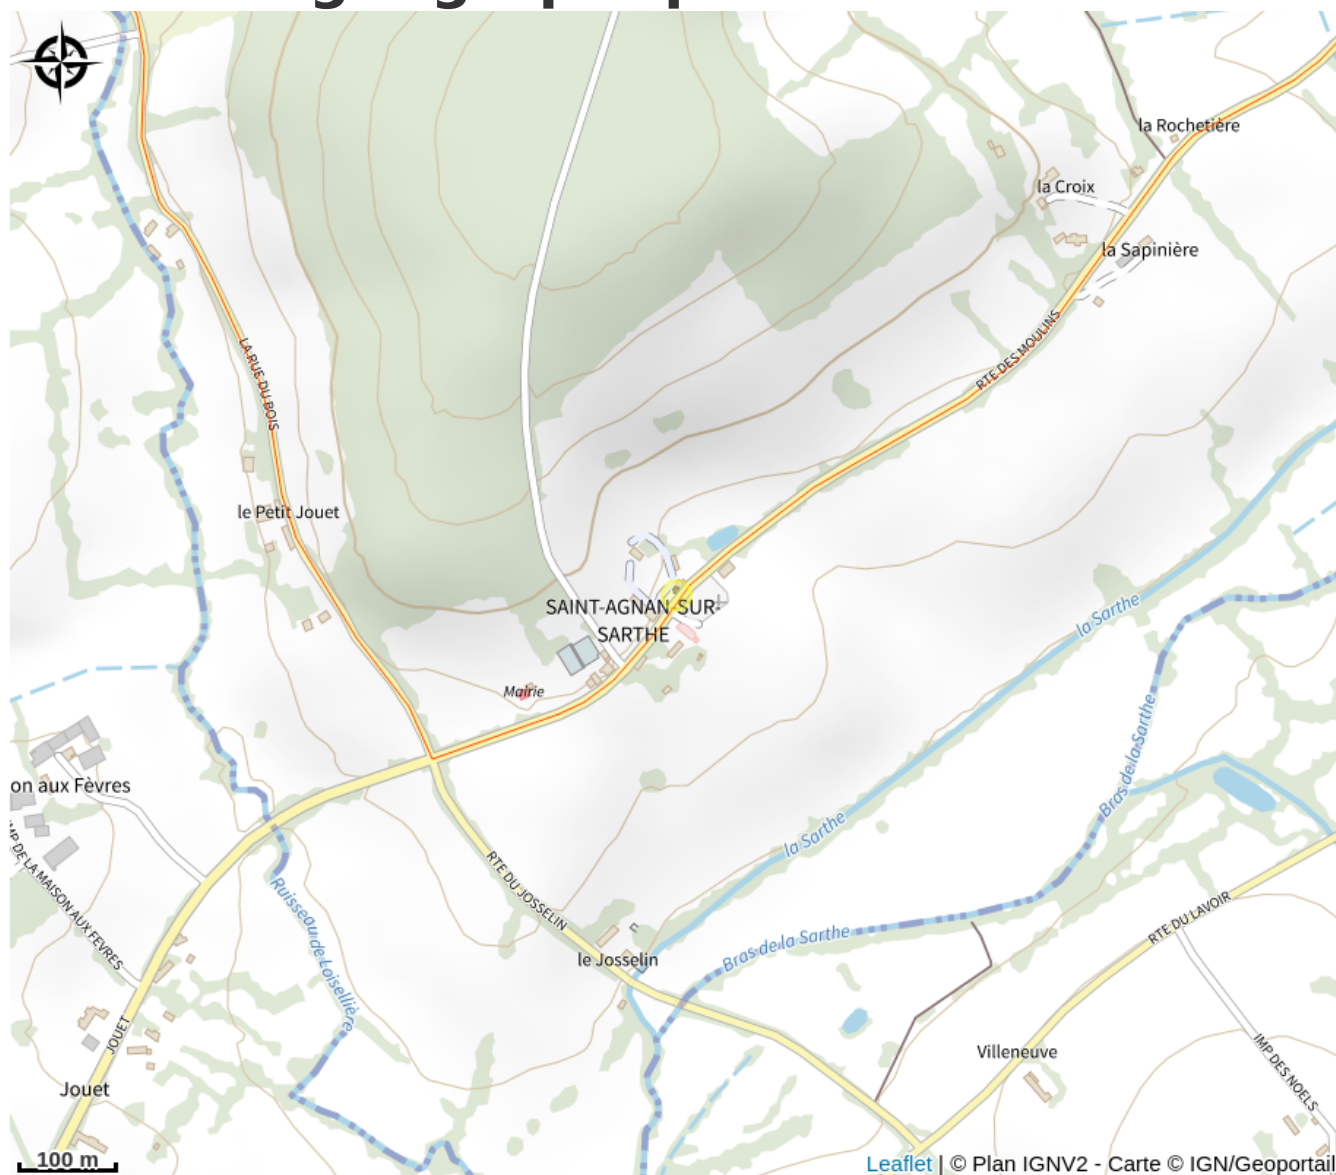 la Rochetière
la Croix
la Sapinière
RTE DES MOULINS
LA RUE DU BOIS
le Petit Jouet
SAINT-AGNAN-SUR-
SARTHE
la Sarthe
Mairie
Bras de la Sarthe
on aux Fèvres
la Sarthe
MP DE LA MAISON AUX FEVRES
RTE DU JOSSELIN
Ruisseau de Loisellière
RTE DU LAVOIR
Bras de la Sarthe
le Josselin
JOUET
Villeneuve
IMP DES NOELS
Jouet
100 m
Leaflet | © Plan IGNV2 - Carte © IGN/Geoportail